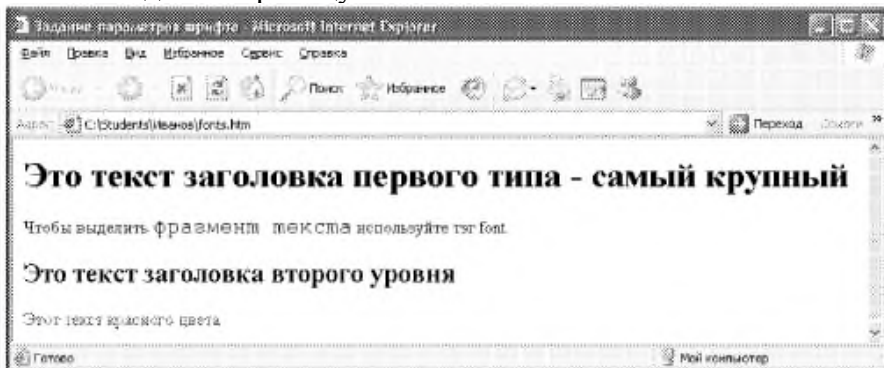 Задание параметров шрифта - Microsoft Internet Explorer
Файл Правка Вид Избранное Сервис Справка
Поиск Избранное
C:\Students\Иванов\fonts.htm Переход
Это текст заголовка первого типа - самый крупный
Чтобы выделить фрагмент текста используйте тэг font.
Это текст заголовка второго уровня
Этот текст красного цвета
Готово Мой компьютер